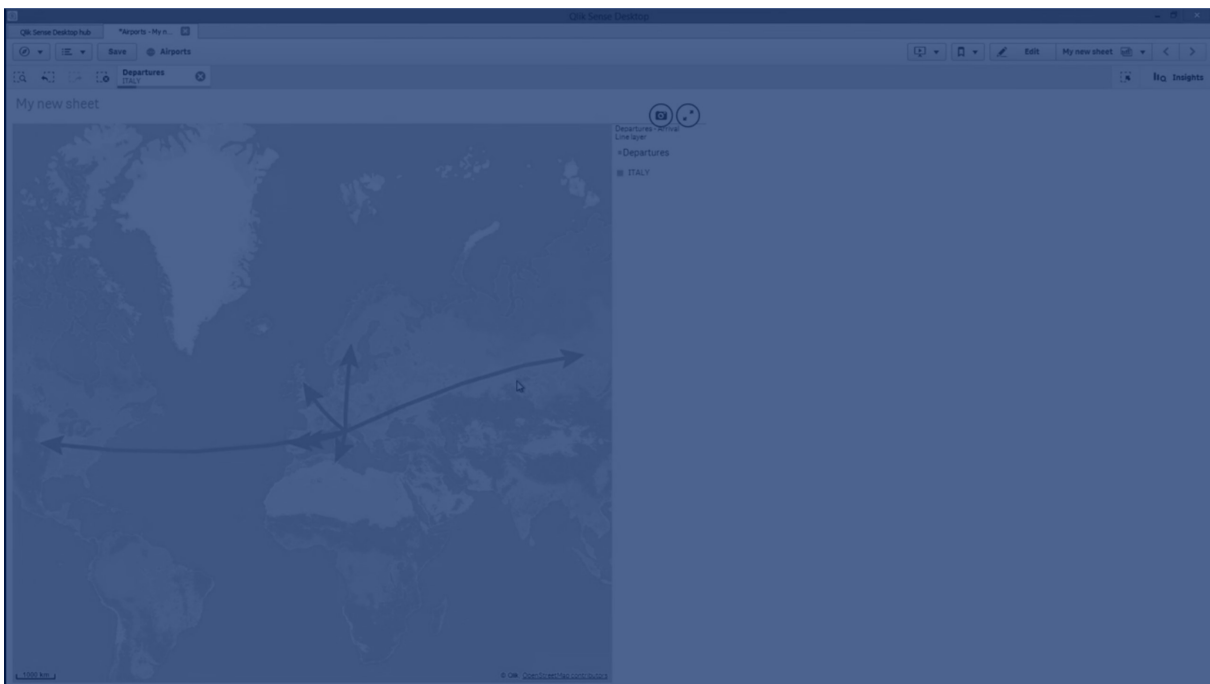 Qlik Sense Desktop
Qlik Sense Desktop hub
*Airports - My n...
Save
Airports
Edit
My new sheet
Departures
ITALY
Insights
My new sheet
Departures - Arrival
Line layer
Departures
ITALY
1000 km
© Qlik, OpenStreetMap contributors